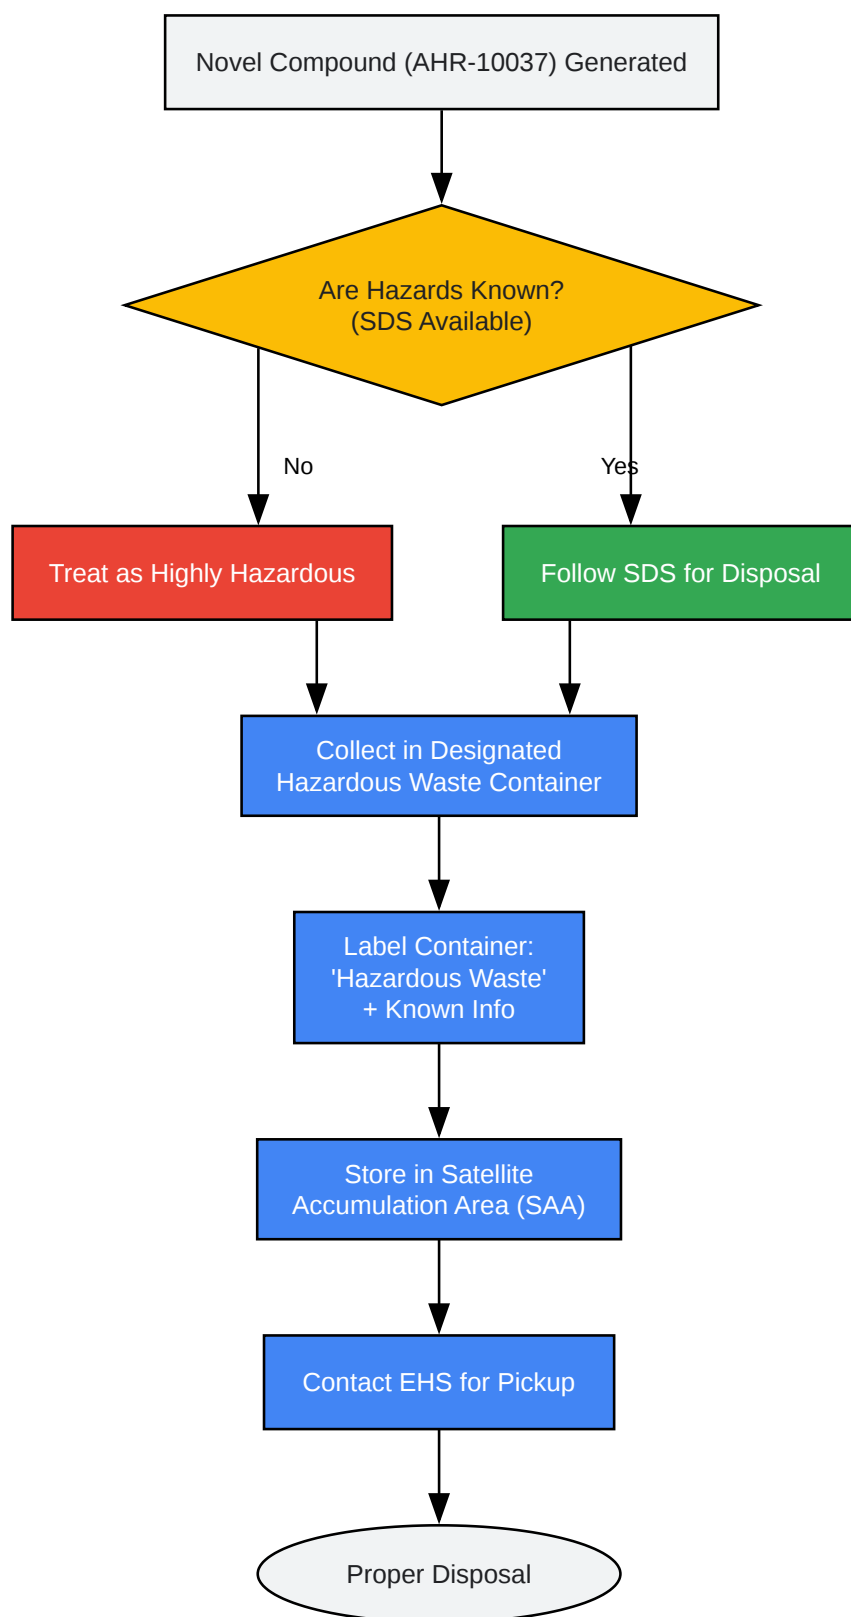 Novel Compound (AHR-10037) Generated
Are Hazards Known?
(SDS Available)
No
Yes
Treat as Highly Hazardous
Follow SDS for Disposal
Collect in Designated
Hazardous Waste Container
Label Container:
'Hazardous Waste'
+ Known Info
Store in Satellite
Accumulation Area (SAA)
Contact EHS for Pickup
Proper Disposal